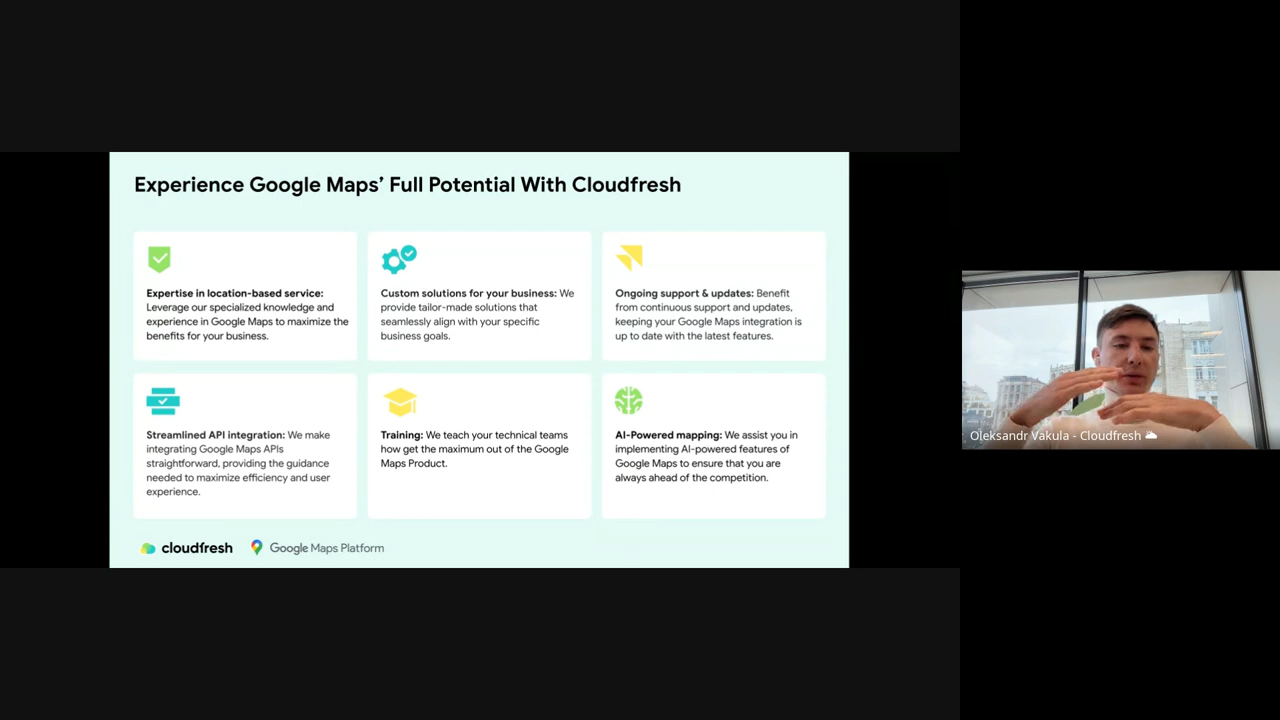 Experience Google Maps’ Full Potential With Cloudfresh
Expertise in location-based service:
Leverage our specialized knowledge and
experience in Google Maps to maximize the
benefits for your business.
Custom solutions for your business: We
provide tailor-made solutions that
seamlessly align with your specific
business goals.
Ongoing support & updates: Benefit
from continuous support and updates,
keeping your Google Maps integration is
up to date with the latest features.
Streamlined API integration: We make
integrating Google Maps APIs
straightforward, providing the guidance
needed to maximize efficiency and user
experience.
Training: We teach your technical teams
how get the maximum out of the Google
Maps Product.
AI-Powered mapping: We assist you in
implementing AI-powered features of
Google Maps to ensure that you are
always ahead of the competition.
cloudfresh
Google Maps Platform
Oleksandr Vakula - Cloudfresh